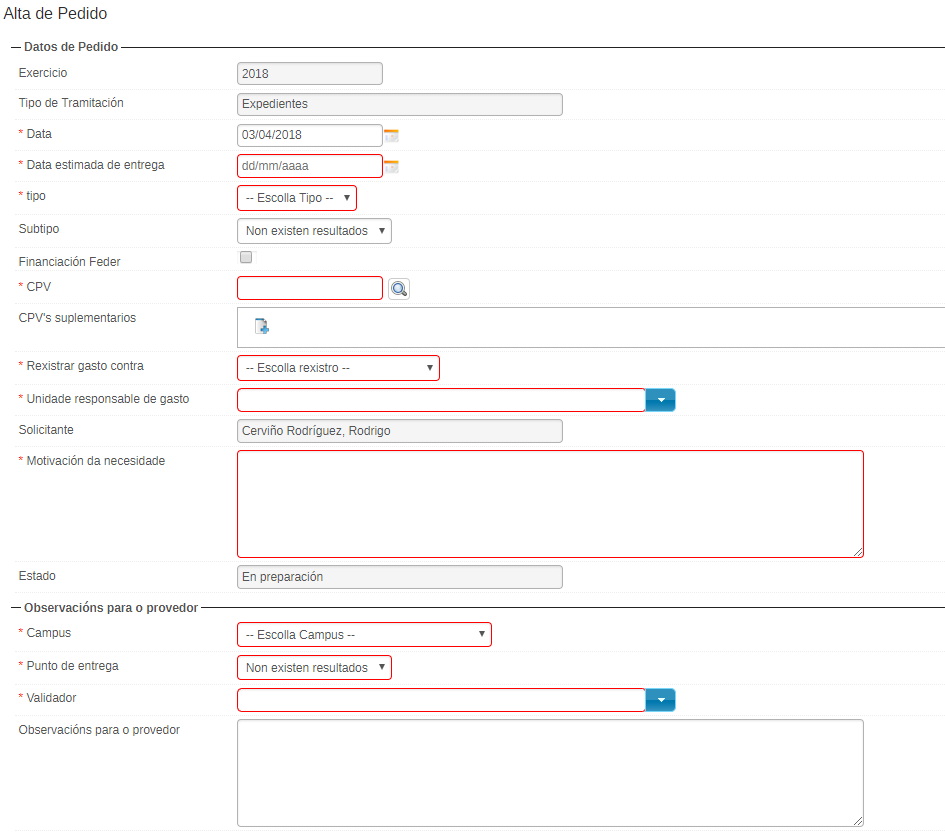 Alta de Pedido
Datos de Pedido
Exercicio 2018
Tipo de Tramitación Expedientes
* Data 03/04/2018
* Data estimada de entrega dd/mm/aaaa
* tipo -- Escolla Tipo --
Subtipo Non existen resultados
Financiación Feder
* CPV
CPV's suplementarios
* Rexistrar gasto contra -- Escolla rexistro --
* Unidade responsable de gasto
Solicitante Cerviño Rodríguez, Rodrigo
* Motivación da necesidade
Estado En preparación
Observacións para o provedor
* Campus -- Escolla Campus --
* Punto de entrega Non existen resultados
* Validador
Observacións para o provedor